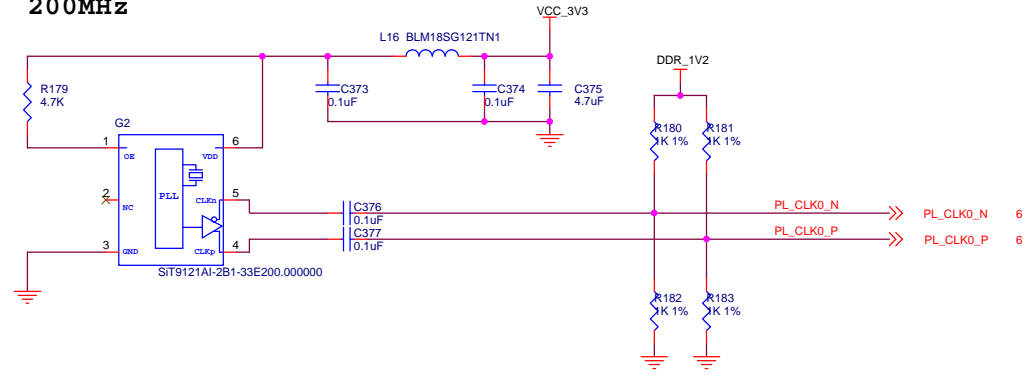 200MHz
VCC_3V3
L16 BLM18SG121TN1
DDR_1V2
R179
4.7K
C373
0.1uF
C374
0.1uF
C375
4.7uF
R180
1K 1%
R181
1K 1%
G2
1
OE
VDD
6
2
NC
PLL
CLKn
5
3
GND
CLKp
4
SiT9121AI-2B1-33E200.000000
C376
0.1uF
C377
0.1uF
PL_CLK0_N
PL_CLK0_N 6
PL_CLK0_P
PL_CLK0_P 6
R182
1K 1%
R183
1K 1%